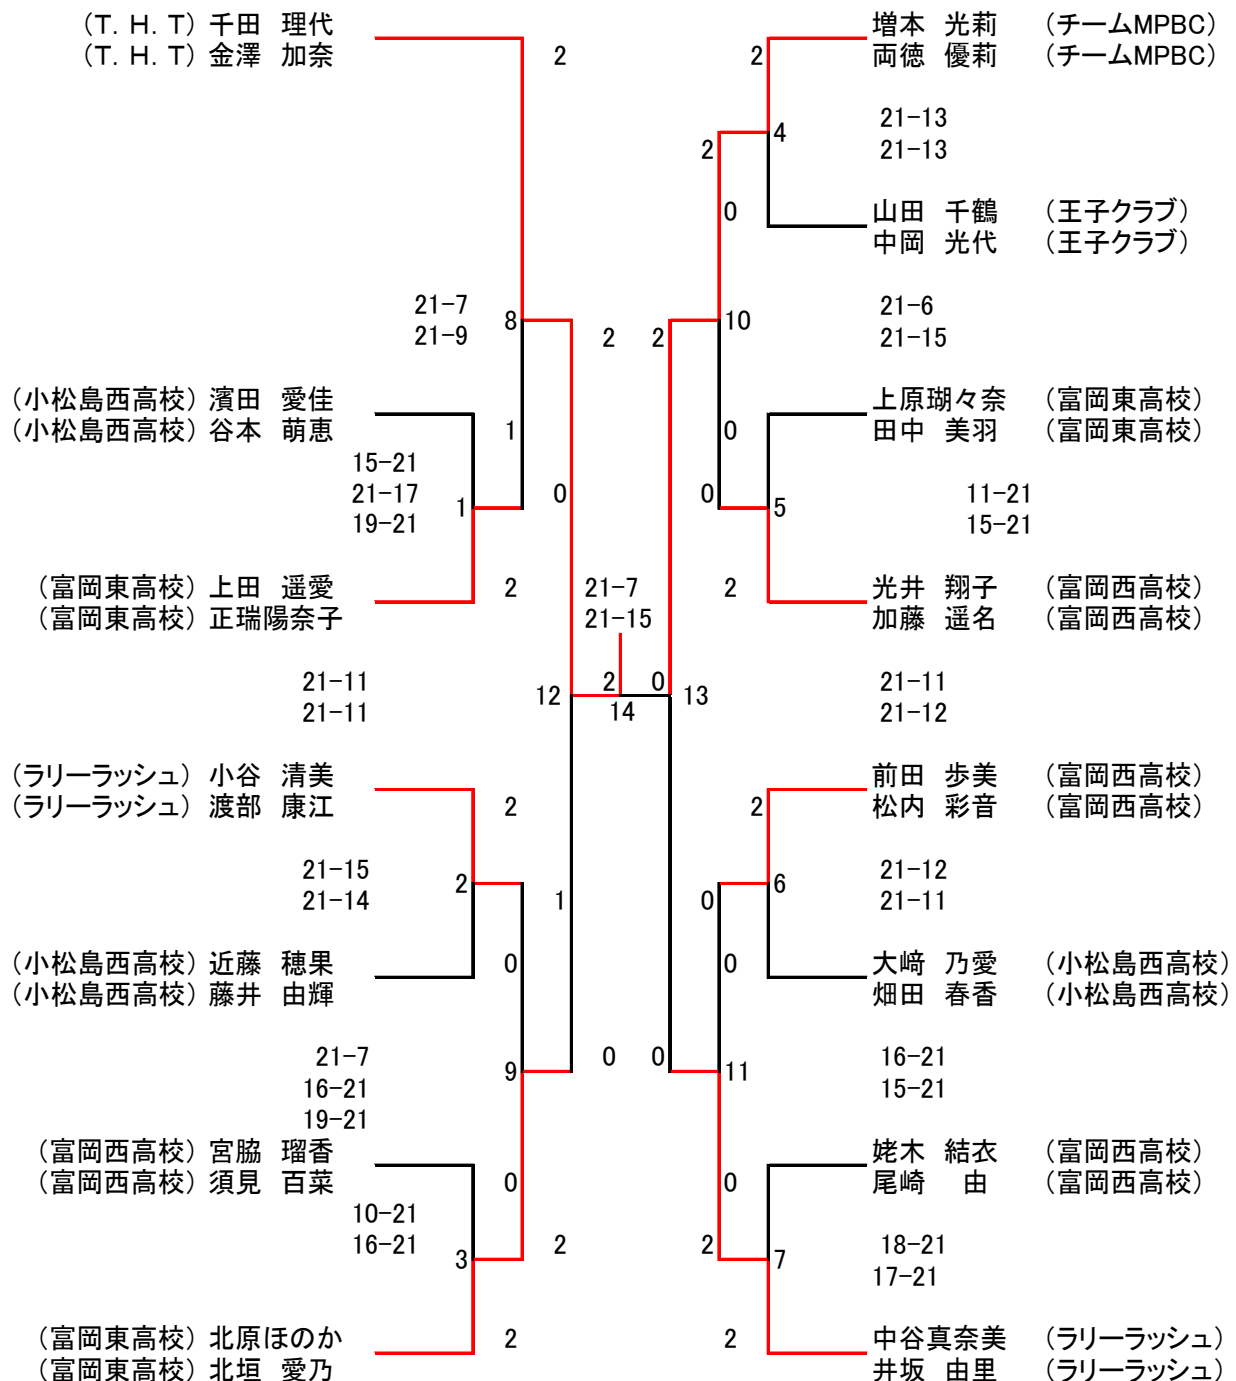 (T．H．T) 千田　理代
(T．H．T) 金澤　加奈
2
21-7
21-9
8
(小松島西高校) 濱田　愛佳
(小松島西高校) 谷本　萌恵
1
15-21
21-17
19-21
1
0
(富岡東高校) 上田　遥愛
(富岡東高校) 正瑞陽奈子
2
21-11
21-11
12
(ラリーラッシュ) 小谷　清美
(ラリーラッシュ) 渡部　康江
2
21-15
21-14
2
1
(小松島西高校) 近藤　穂果
(小松島西高校) 藤井　由輝
0
21-7
16-21
19-21
9
(富岡西高校) 宮脇　瑠香
(富岡西高校) 須見　百菜
0
10-21
16-21
3
2
(富岡東高校) 北原ほのか
(富岡東高校) 北垣　愛乃
2
2
2
21-7
21-15
2
0
14
0
0
増本　光莉　(チームMPBC)
両徳　優莉　(チームMPBC)
2
21-13
21-13
4
2
0
山田　千鶴　(王子クラブ)
中岡　光代　(王子クラブ)
21-6
21-15
10
上原瑚々奈　(富岡東高校)
田中　美羽　(富岡東高校)
0
11-21
15-21
0
5
光井　翔子　(富岡西高校)
加藤　遥名　(富岡西高校)
2
21-11
21-12
13
前田　歩美　(富岡西高校)
松内　彩音　(富岡西高校)
2
21-12
21-11
6
0
大﨑　乃愛　(小松島西高校)
畑田　春香　(小松島西高校)
0
16-21
15-21
11
姥木　結衣　(富岡西高校)
尾崎　　由　(富岡西高校)
0
18-21
17-21
2
7
中谷真奈美　(ラリーラッシュ)
井坂　由里　(ラリーラッシュ)
2